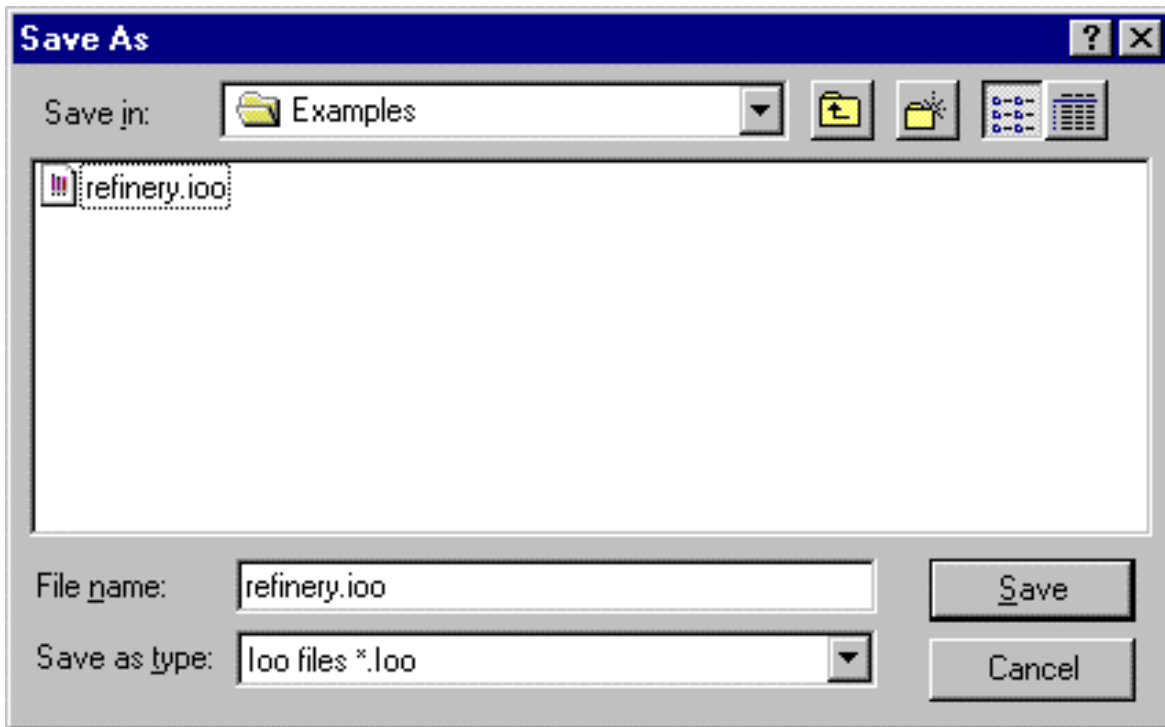 Save As
Save in: Examples
refinery.ioo
File name: refinery.ioo
Save
Save as type: Ioo files *.Ioo
Cancel